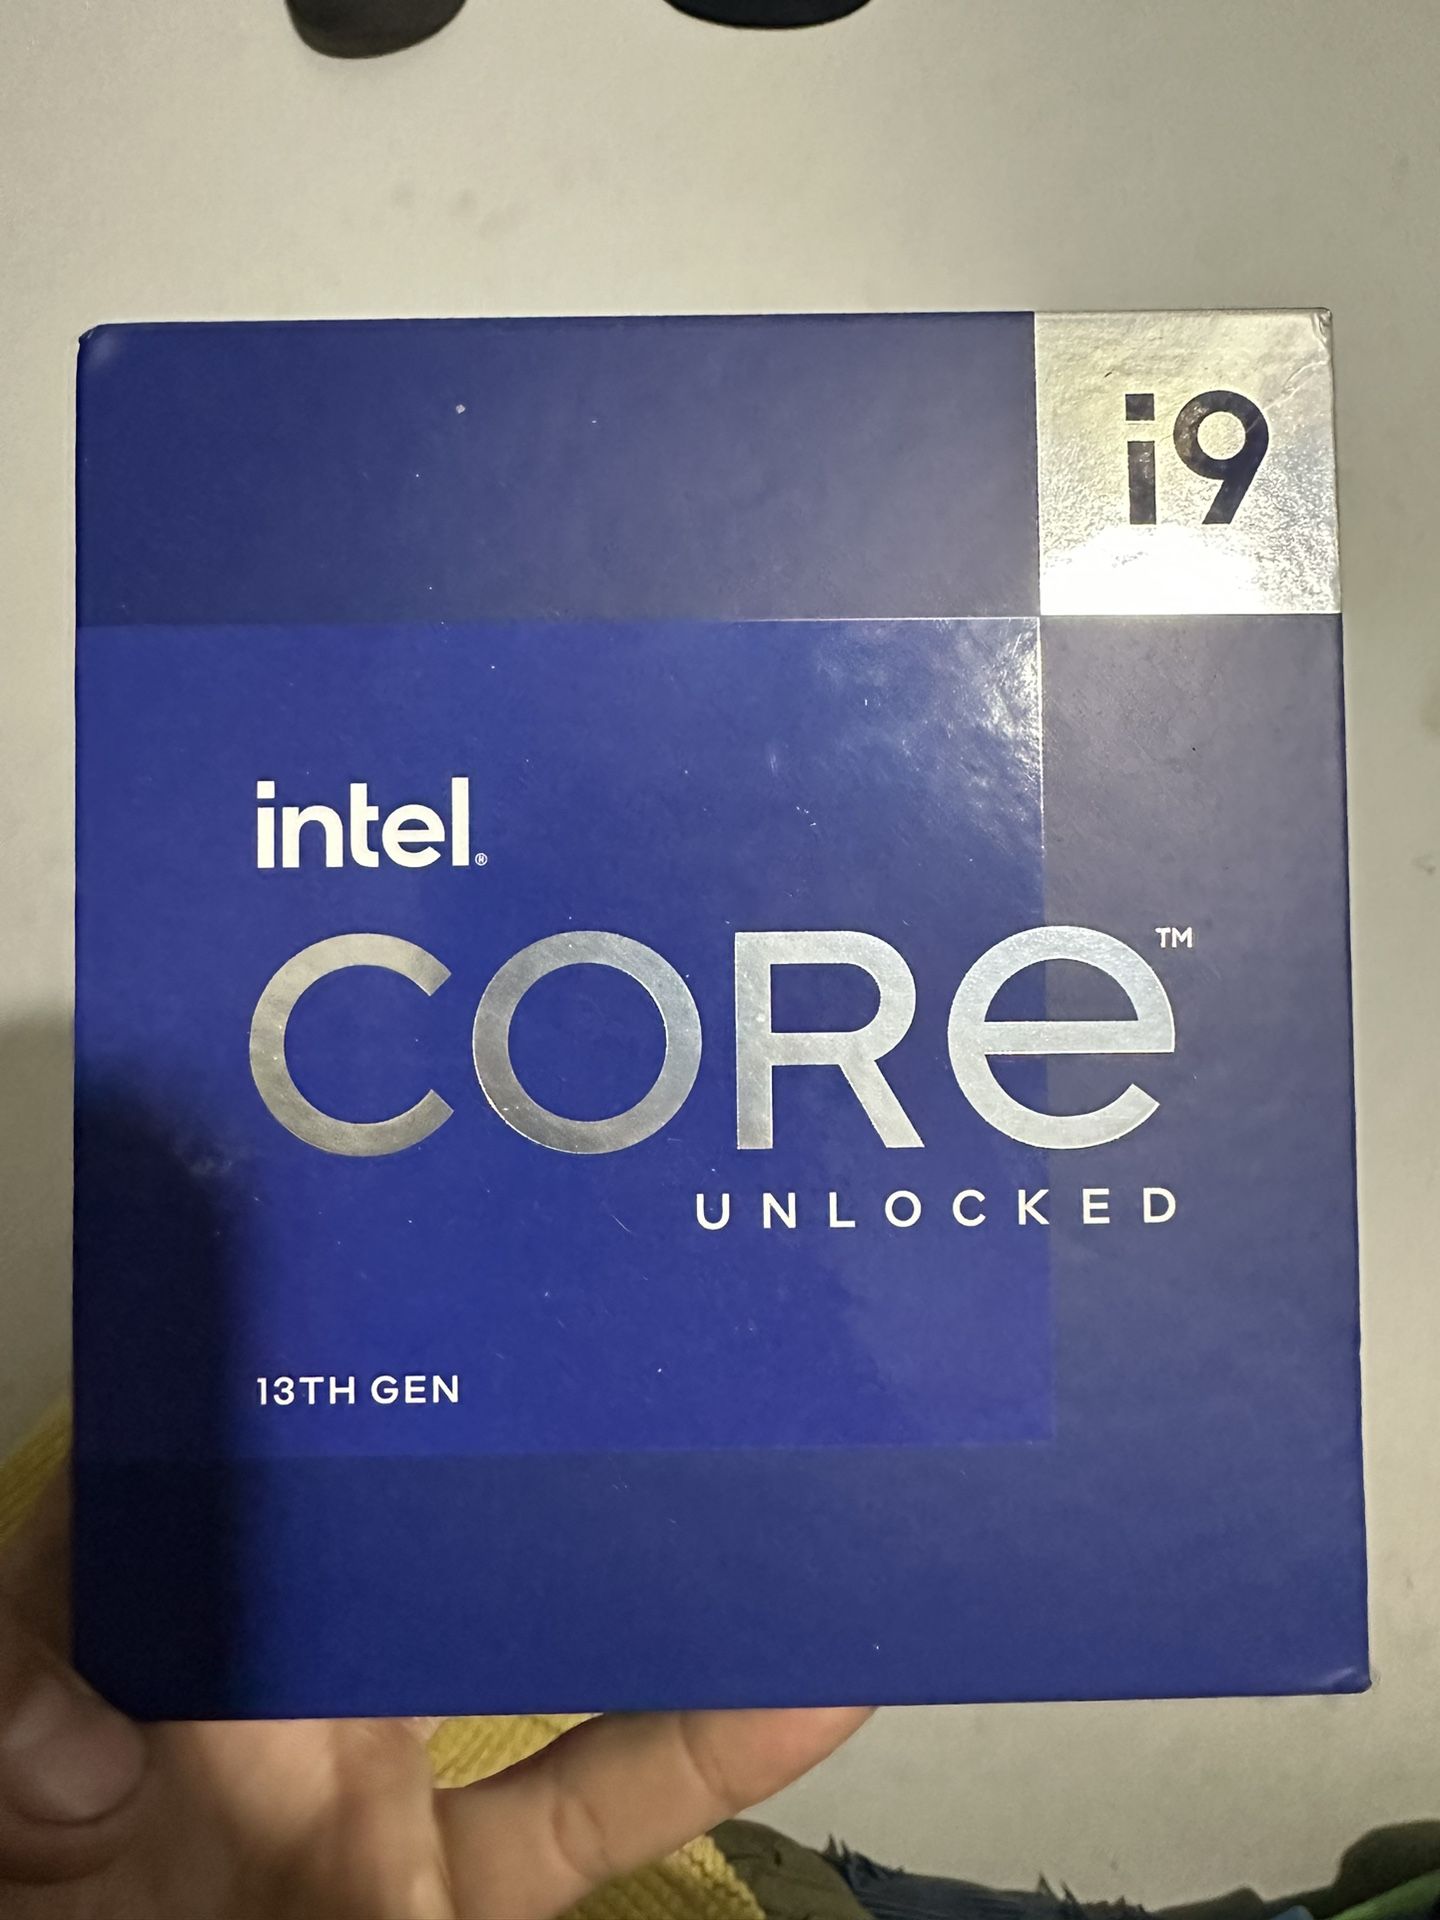 i9
intel®
CORe™
UNLOCKED
13TH GEN